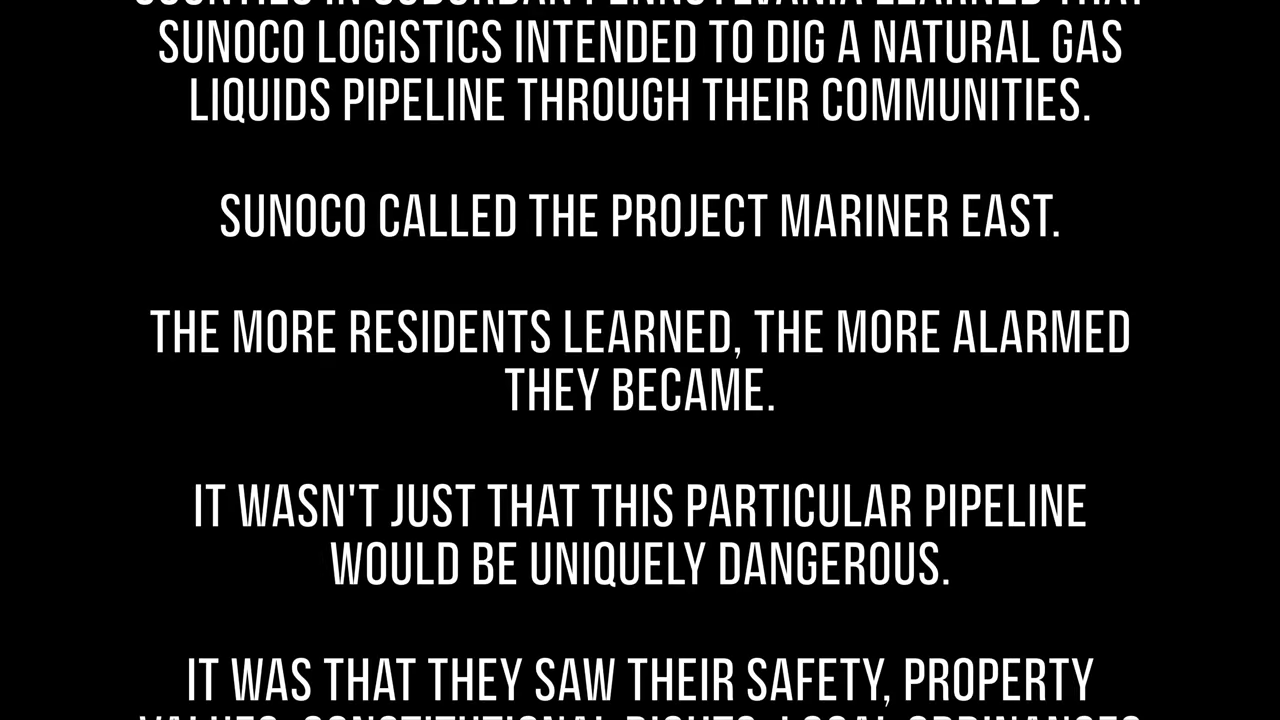 COUNTIES IN SUBURBAN PENNSYLVANIA LEARNED THAT
SUNOCO LOGISTICS INTENDED TO DIG A NATURAL GAS
LIQUIDS PIPELINE THROUGH THEIR COMMUNITIES.
SUNOCO CALLED THE PROJECT MARINER EAST.
THE MORE RESIDENTS LEARNED, THE MORE ALARMED
THEY BECAME.
IT WASN'T JUST THAT THIS PARTICULAR PIPELINE
WOULD BE UNIQUELY DANGEROUS.
IT WAS THAT THEY SAW THEIR SAFETY, PROPERTY
VALUES, CONSTITUTIONAL RIGHTS, LOCAL ORDINANCES